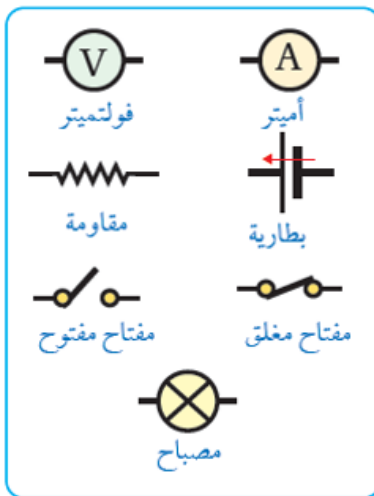 A
V
أميتر
فولتميتر
بطارية
مقاومة
مفتاح مغلق
مفتاح مفتوح
مصباح